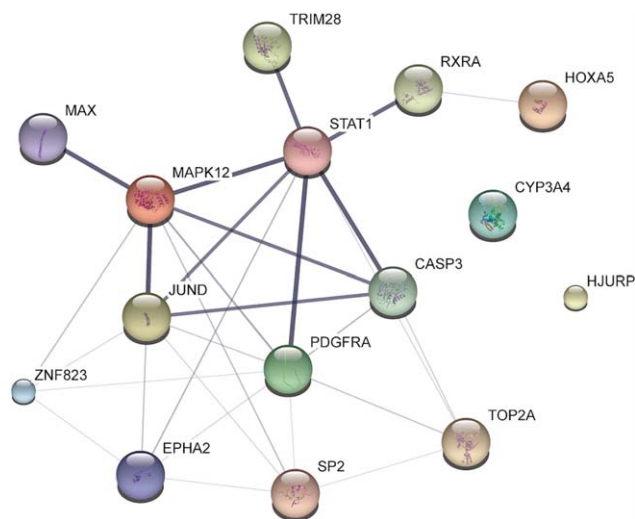 TRIM28
RXRA
HOXA5
MAX
STAT1
MAPK12
CYP3A4
CASP3
JUND
HJURP
PDGFRA
ZNF823
TOP2A
EPHA2
SP2